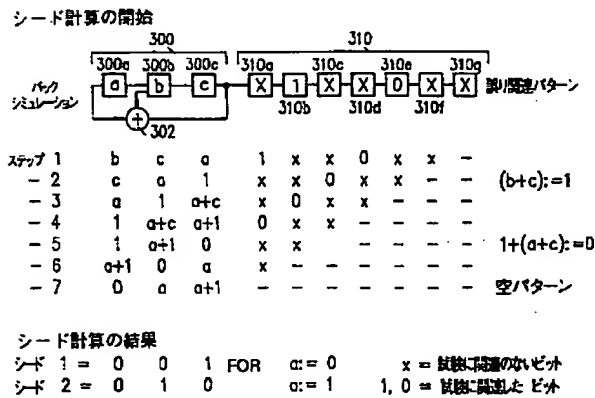 シード計算の開始
300 310
300a 300b 300c 310a 310c 310e 310g
バック
シミュレーション
a b c X 1 X X 0 X X 誤り関連パターン
310b 310d 310f
+
302
ステップ 1 b c a 1 x x 0 x x -
- 2 c a 1 x x 0 x x - - (b+c):=1
- 3 a 1 a+c x 0 x x - - -
- 4 1 a+c a+1 0 x x - - - -
- 5 1 a+1 0 x x - - - - - 1+(a+c):=0
- 6 a+1 0 a x - - - - - -
- 7 0 a a+1 - - - - - - - 空パターン
シード計算の結果
シード 1 = 0 0 1 FOR a:= 0 x = 試験に関連のないビット
シード 2 = 0 1 0 a:= 1 1, 0 = 試験に関連した ビット